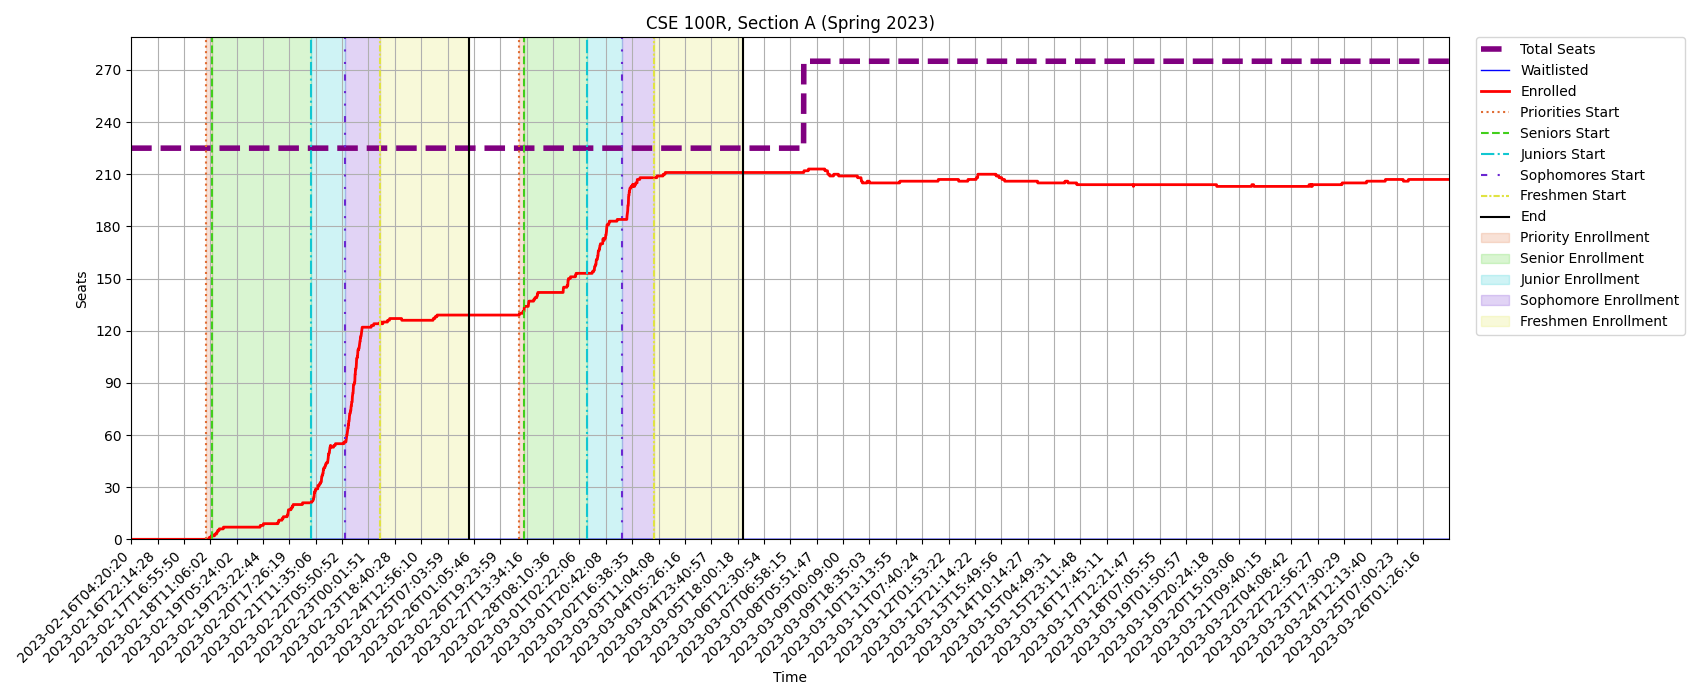 CSE 100R, Section A (Spring 2023)
Seats
270
240
210
180
150
120
90
60
30
0
2023-02-16T04:20:20
2023-02-16T22:14:28
2023-02-17T16:55:50
2023-02-18T11:06:02
2023-02-19T05:24:02
2023-02-19T23:22:44
2023-02-20T17:26:19
2023-02-21T11:35:06
2023-02-22T05:50:52
2023-02-23T00:01:51
2023-02-23T18:40:28
2023-02-24T12:56:10
2023-02-25T07:03:59
2023-02-26T01:05:46
2023-02-26T19:23:59
2023-02-27T13:34:16
2023-02-28T08:10:36
2023-03-01T02:22:06
2023-03-01T20:42:08
2023-03-02T16:38:35
2023-03-03T11:04:08
2023-03-04T05:26:16
2023-03-04T23:40:57
2023-03-05T18:00:18
2023-03-06T12:30:54
2023-03-07T06:58:15
2023-03-08T05:51:47
2023-03-09T00:09:00
2023-03-09T18:35:03
2023-03-10T13:13:55
2023-03-11T07:40:24
2023-03-12T01:53:22
2023-03-12T21:14:22
2023-03-13T15:49:56
2023-03-14T10:14:27
2023-03-15T04:49:31
2023-03-15T23:11:48
2023-03-16T17:45:11
2023-03-17T12:21:47
2023-03-18T07:05:55
2023-03-19T01:50:57
2023-03-19T20:24:18
2023-03-20T15:03:06
2023-03-21T09:40:15
2023-03-22T04:08:42
2023-03-22T22:56:27
2023-03-23T17:30:29
2023-03-24T12:13:40
2023-03-25T07:00:23
2023-03-26T01:26:16
Time
Total Seats
Waitlisted
Enrolled
Priorities Start
Seniors Start
Juniors Start
Sophomores Start
Freshmen Start
End
Priority Enrollment
Senior Enrollment
Junior Enrollment
Sophomore Enrollment
Freshmen Enrollment